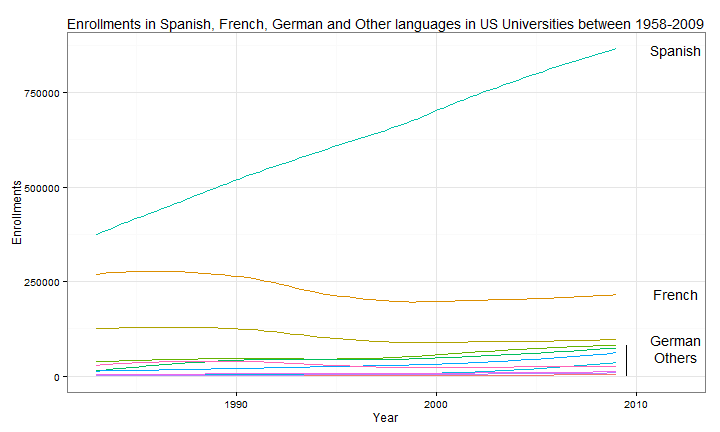 Enrollments in Spanish, French, German and Other languages in US Universities between 1958-2009
Spanish
750000
500000
Enrollments
250000
French
German
Others
0
1990
2000
2010
Year